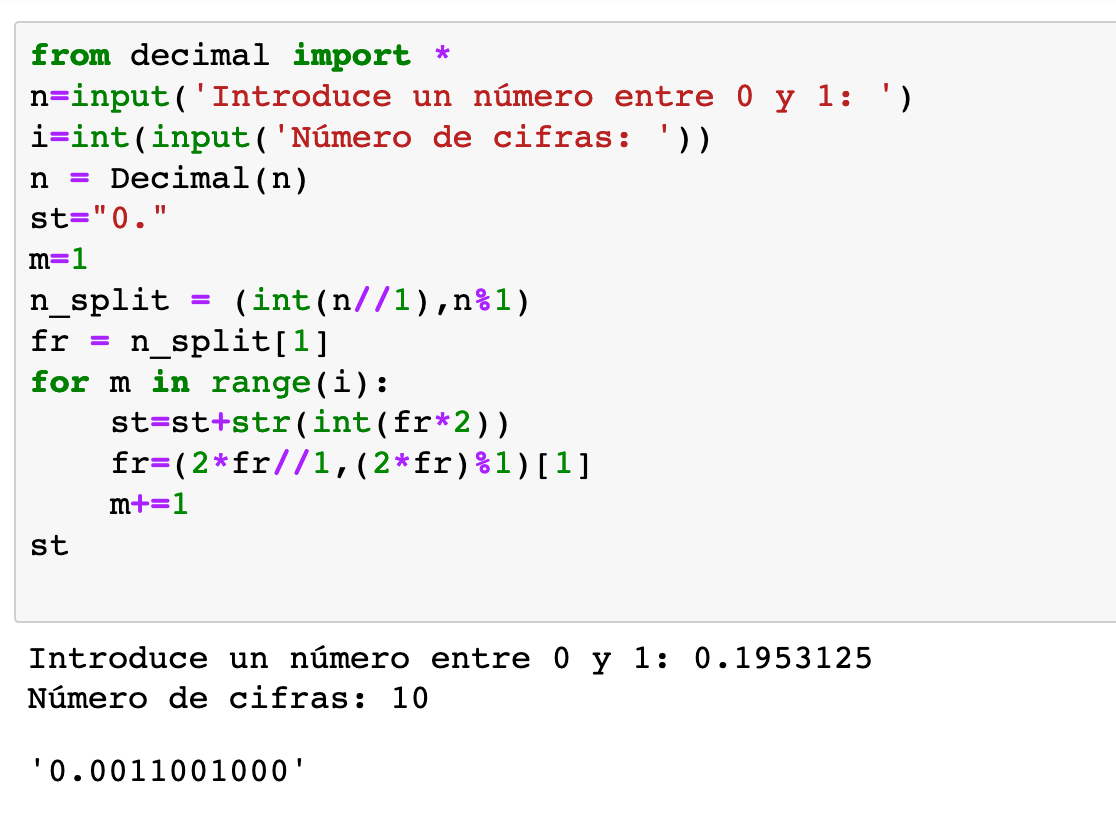 from decimal import *
n=input('Introduce un número entre 0 y 1: ')
i=int(input('Número de cifras: '))
n = Decimal(n)
st="0."
m=1
n_split = (int(n//1),n%1)
fr = n_split[1]
for m in range(i):
    st=st+str(int(fr*2))
    fr=(2*fr//1,(2*fr)%1)[1]
    m+=1
st
Introduce un número entre 0 y 1: 0.1953125
Número de cifras: 10
'0.0011001000'